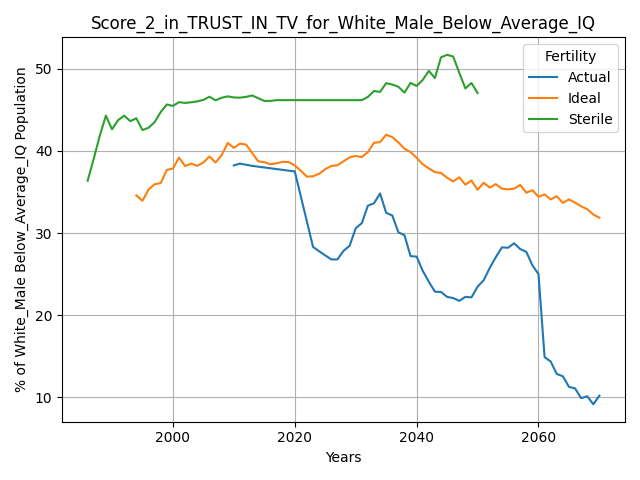 Score_2_in_TRUST_IN_TV_for_White_Male_Below_Average_IQ
% of White_Male Below_Average_IQ Population
50
40
30
20
10
2000
2020
2040
2060
Years
Fertility
Actual
Ideal
Sterile